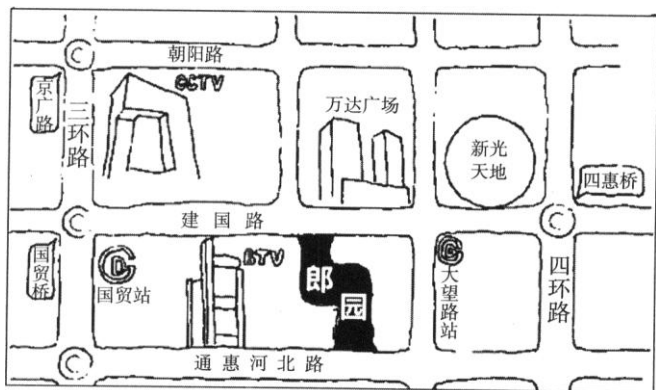 朝阳路
京广路
三环路
CCTV
万达广场
新光
天地
四惠桥
建国路
国贸桥
国贸站
BTV
郎
园
大望路站
四环路
通惠河北路